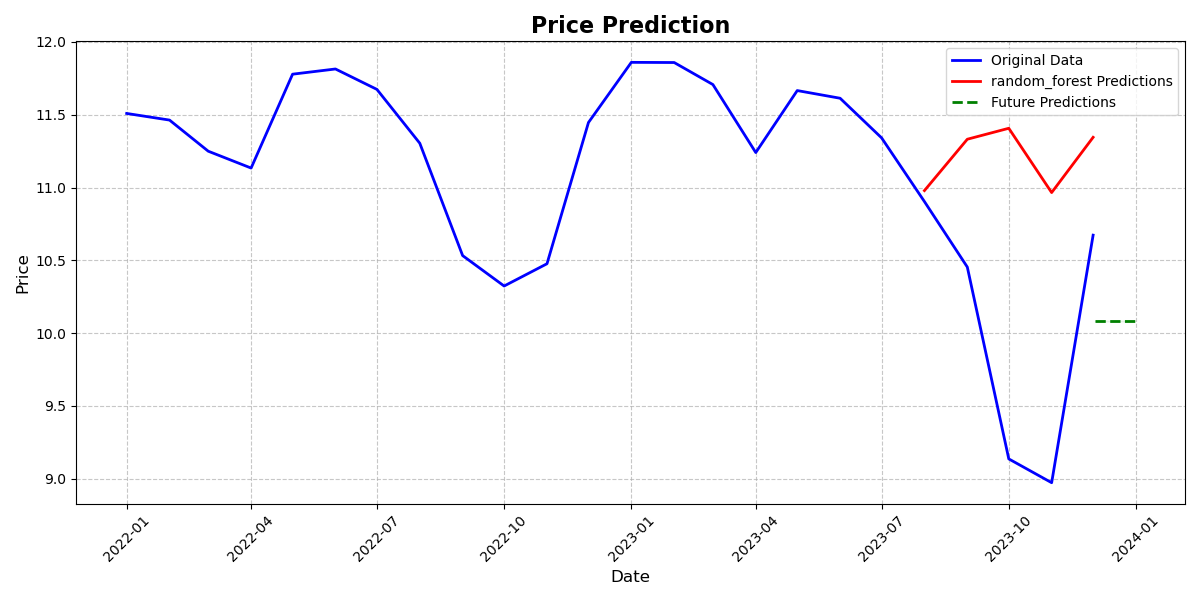 Price Prediction
Original Data
random_forest Predictions
Future Predictions
Price
12.0
11.5
11.0
10.5
10.0
9.5
9.0
2022-01
2022-04
2022-07
2022-10
2023-01
2023-04
2023-07
2023-10
2024-01
Date